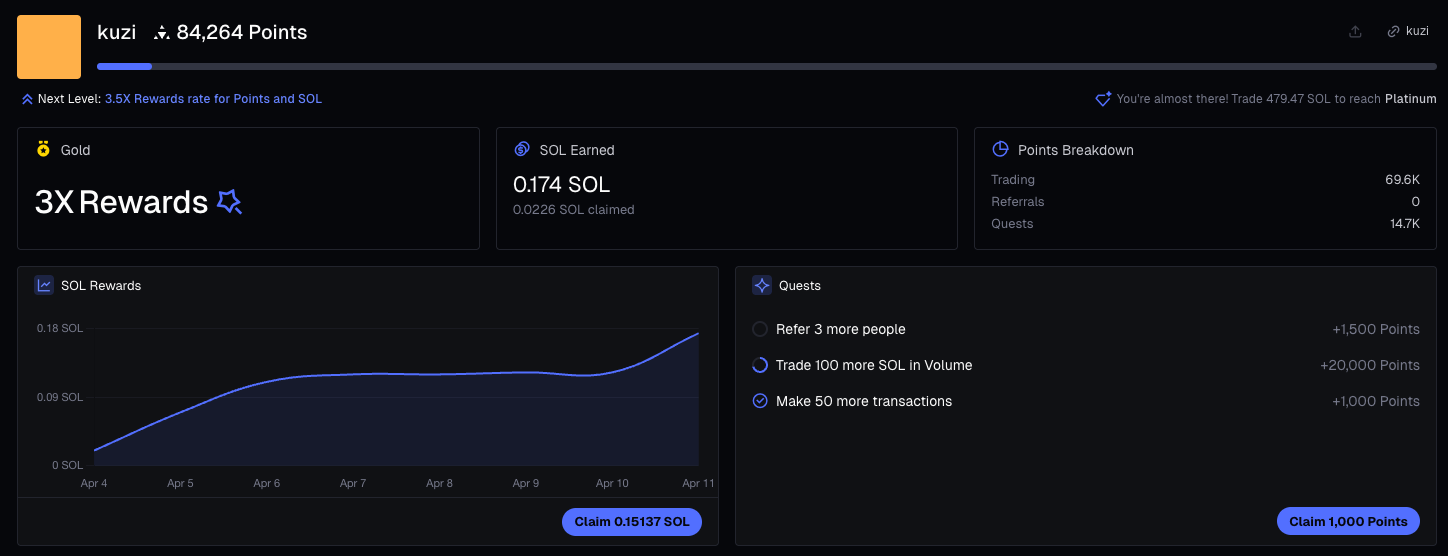 kuzi 84,264 Points
kuzi
Next Level: 3.5X Rewards rate for Points and SOL
You're almost there! Trade 479.47 SOL to reach Platinum
Gold
3X Rewards
SOL Earned
0.174 SOL
0.0226 SOL claimed
Points Breakdown
Trading 69.6K
Referrals 0
Quests 14.7K
SOL Rewards
0.18 SOL
0.09 SOL
0 SOL
Apr 4 Apr 5 Apr 6 Apr 7 Apr 8 Apr 9 Apr 10 Apr 11
Claim 0.15137 SOL
Quests
Refer 3 more people +1,500 Points
Trade 100 more SOL in Volume +20,000 Points
Make 50 more transactions +1,000 Points
Claim 1,000 Points